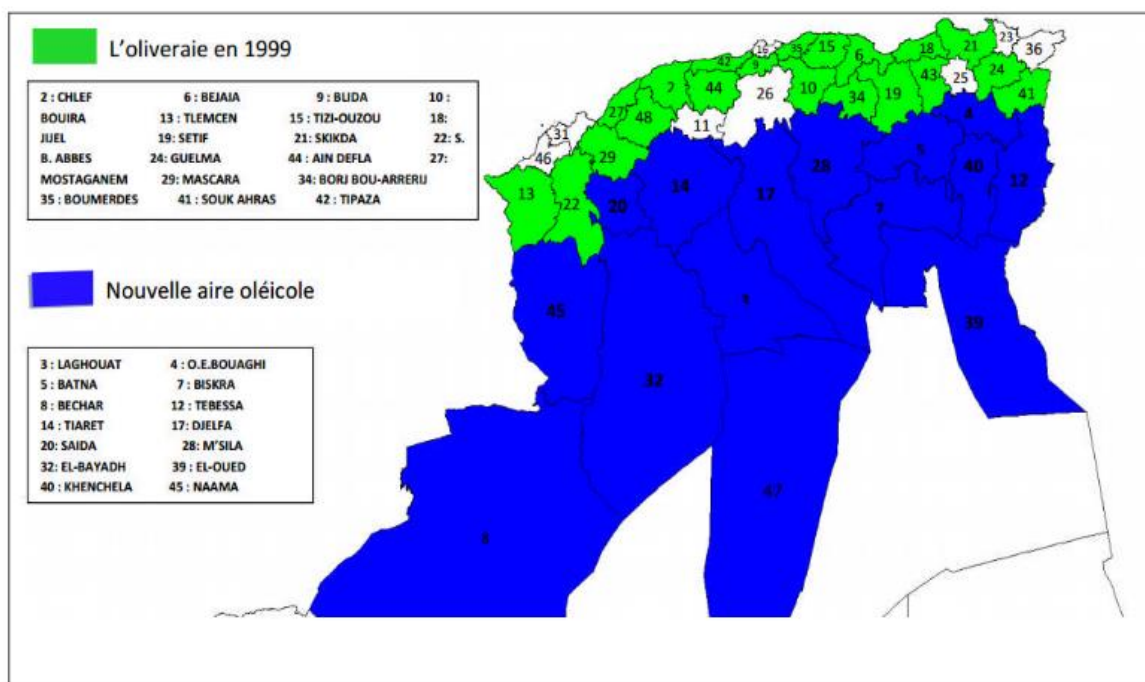 L'oliveraie en 1999
2 : CHLEF 6 : BEJAIA 9 : BLIDA 10 :
BOUIRA 13 : TLEMCEN 15 : TIZI-OUZOU 18:
JIJEL 19: SETIF 21: SKIKDA 22: S.
B. ABBES 24: GUELMA 44 : AIN DEFLA 27:
MOSTAGANEM 29: MASCARA 34: BORJ BOU-ARRERIJ
35 : BOUMERDES 41 : SOUK AHRAS 42 : TIPAZA
Nouvelle aire oléicole
3 : LAGHOUAT 4 : O.E.BOUAGHI
5 : BATNA 7 : BISKRA
8 : BECHAR 12 : TEBESSA
14 : TIARET 17 : DJELFA
20: SAIDA 28: M'SILA
32: EL-BAYADH 39 : EL-OUED
40 : KHENCHELA 45 : NAAMA
23
36
21
18
15
35
16
6
9
42
43
25
24
41
19
34
10
26
44
2
11
48
27
31
46
29
13
22
4
5
40
12
28
17
14
20
7
3
45
39
32
47
8